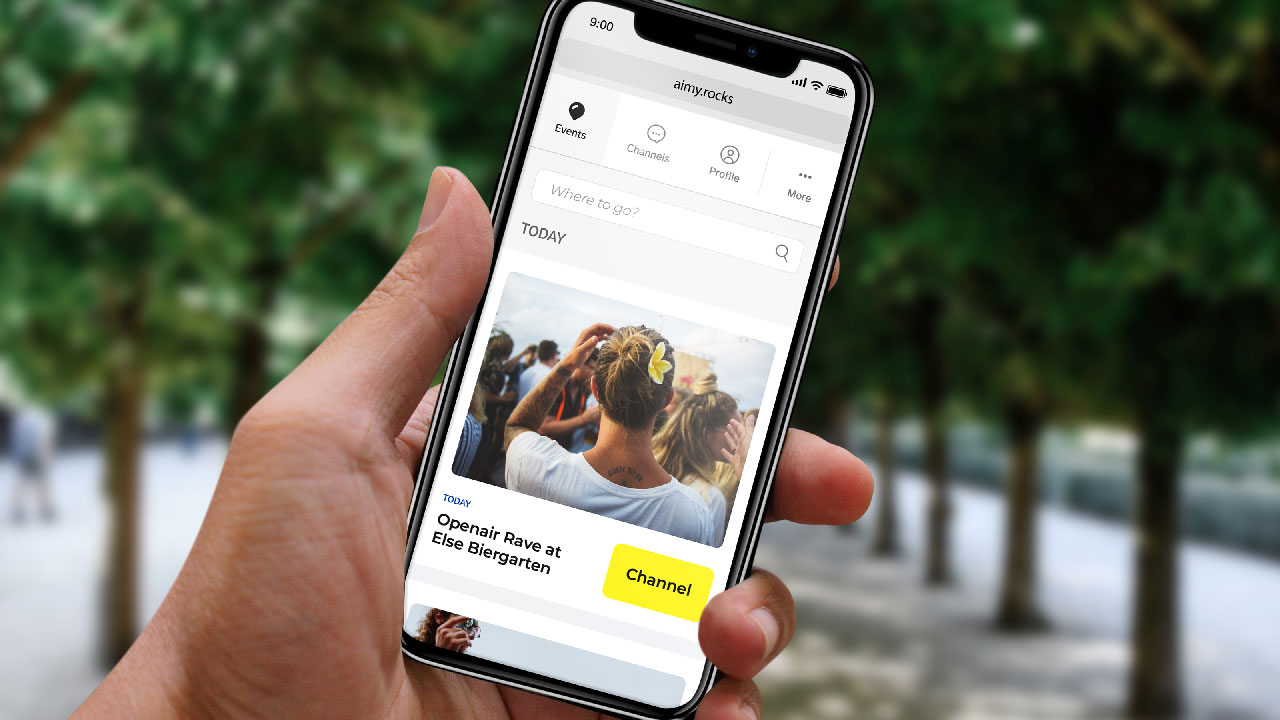 9:00
aimy.rocks
Events
Channels
Profile
More
Where to go?
TODAY
TODAY
Openair Rave at
Else Biergarten
Channel